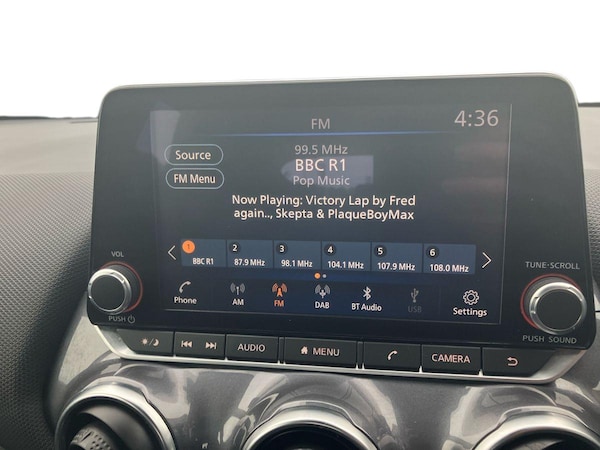 FM
4:36
99.5 MHz
Source
BBC R1
FM Menu
Pop Music
Now Playing: Victory Lap by Fred
again.., Skepta & PlaqueBoyMax
1 BBC R1
2 87.9 MHz
3 98.1 MHz
4 104.1 MHz
5 107.9 MHz
6 108.0 MHz
VOL
TUNE-SCROLL
Phone
AM
FM
DAB
BT Audio
USB
Settings
PUSH
PUSH SOUND
AUDIO
MENU
CAMERA